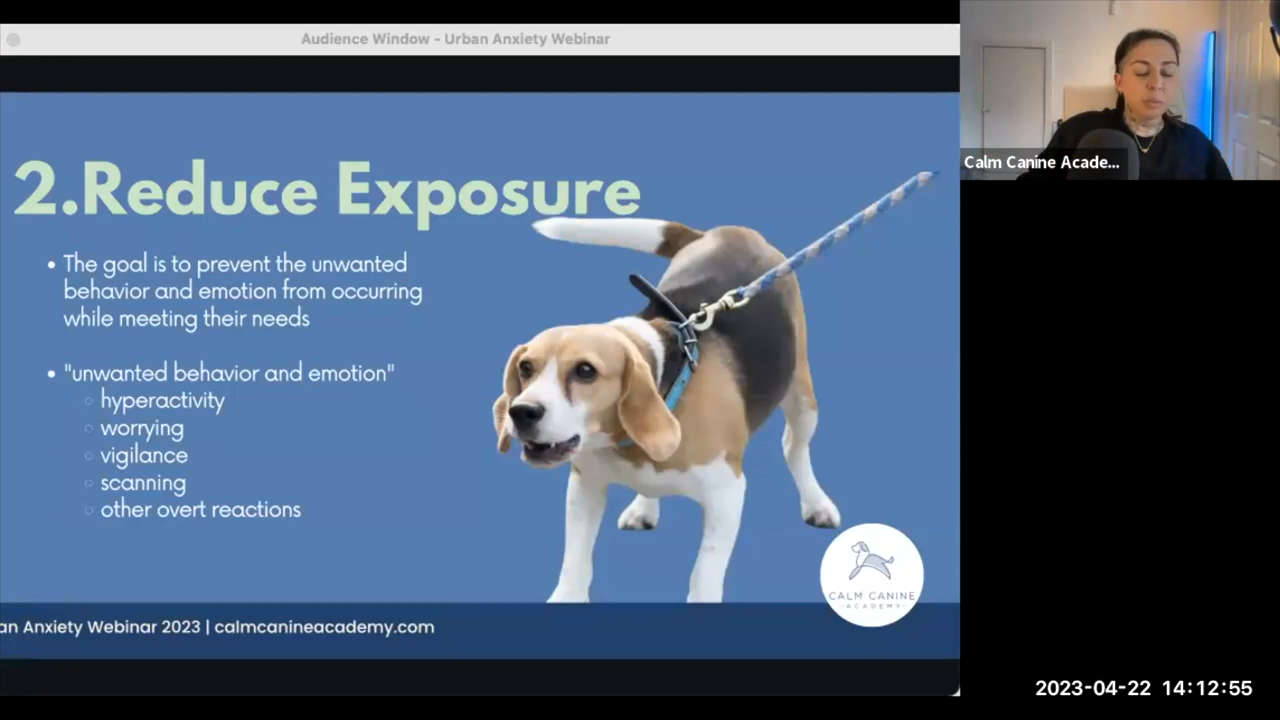 Audience Window - Urban Anxiety Webinar
2.Reduce Exposure
• The goal is to prevent the unwanted
behavior and emotion from occurring
while meeting their needs
• "unwanted behavior and emotion"
◦ hyperactivity
◦ worrying
◦ vigilance
◦ scanning
◦ other overt reactions
CALM CANINE
ACADEMY
an Anxiety Webinar 2023 | calmcanineacademy.com
Calm Canine Acade...
2023-04-22 14:12:55